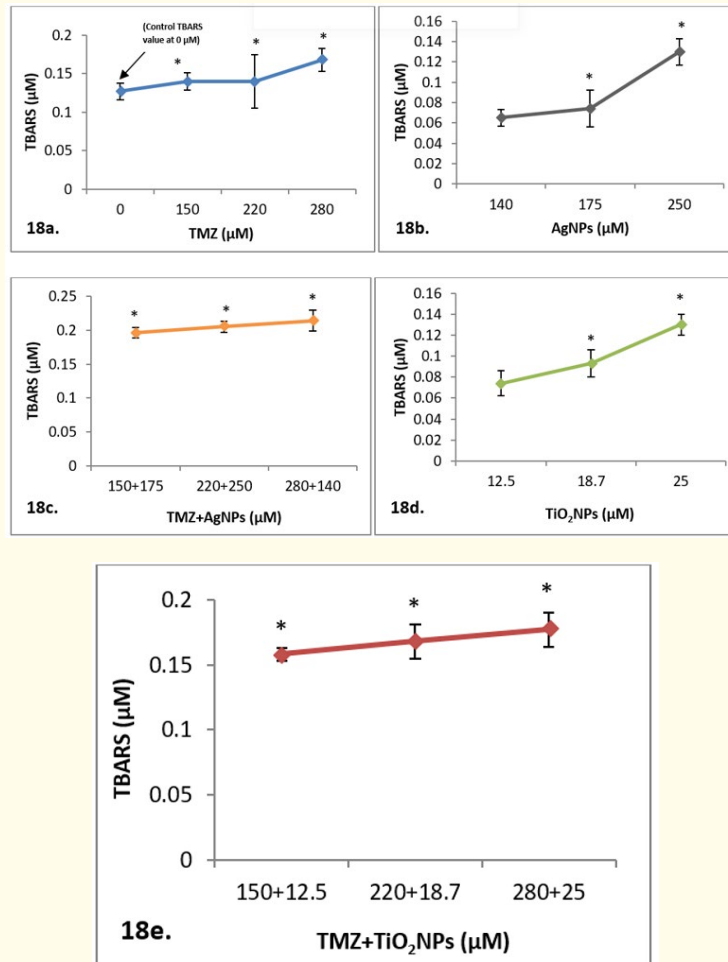 (Control TBARS
value at 0 µM)
TBARS (µM)
0.2
0.15
0.1
0.05
0
* * *
0 150 220 280
18a.
TMZ (µM)
TBARS (µM)
0.16
0.14
0.12
0.1
0.08
0.06
0.04
0.02
0
* *
140 175 250
18b.
AgNPs (µM)
TBARS (µM)
0.25
0.2
0.15
0.1
0.05
0
* * *
150+175 220+250 280+140
18c.
TMZ+AgNPs (µM)
TBARS (µM)
0.16
0.14
0.12
0.1
0.08
0.06
0.04
0.02
0
* *
12.5 18.7 25
18d.
TiO₂NPs (µM)
TBARS (µM)
0.2
0.15
0.1
0.05
0
* * *
150+12.5 220+18.7 280+25
18e.
TMZ+TiO₂NPs (µM)